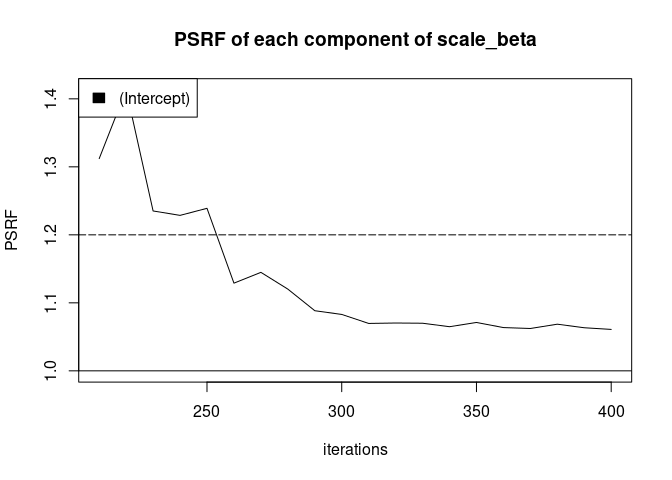 PSRF of each component of scale_beta
(Intercept)
1.4
1.3
1.2
1.1
1.0
PSRF
250 300 350 400
iterations